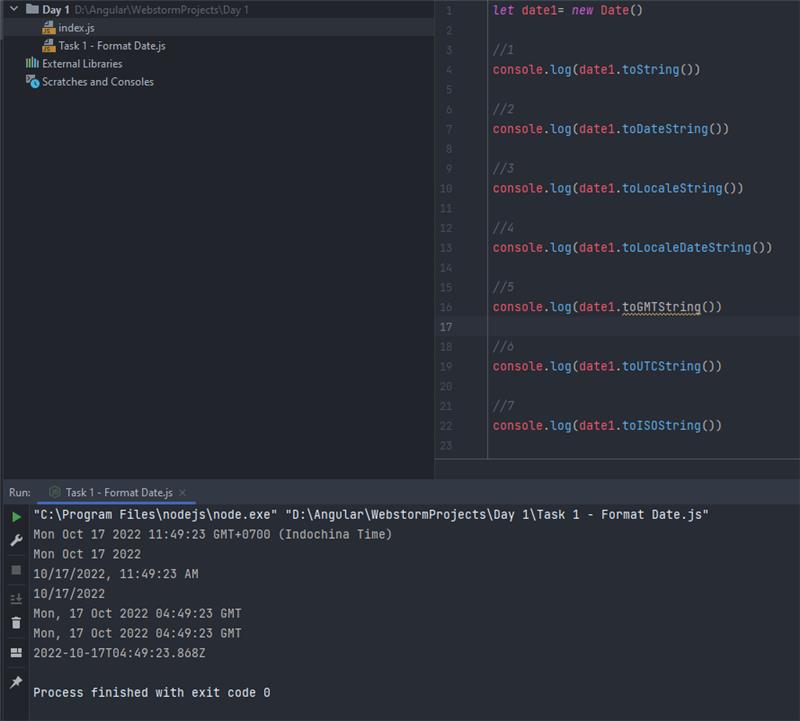 Day 1 D:\Angular\WebstormProjects\Day 1
index.js
Task 1 - Format Date.js
External Libraries
Scratches and Consoles
1 let date1= new Date()
2
3 //1
4 console.log(date1.toString())
5
6 //2
7 console.log(date1.toDateString())
8
9 //3
10 console.log(date1.toLocaleString())
11
12 //4
13 console.log(date1.toLocaleDateString())
14
15 //5
16 console.log(date1.toGMTString())
17
18 //6
19 console.log(date1.toUTCString())
20
21 //7
22 console.log(date1.toISOString())
23
Run: Task 1 - Format Date.js
"C:\Program Files\nodejs\node.exe" "D:\Angular\WebstormProjects\Day 1\Task 1 - Format Date.js"
Mon Oct 17 2022 11:49:23 GMT+0700 (Indochina Time)
Mon Oct 17 2022
10/17/2022, 11:49:23 AM
10/17/2022
Mon, 17 Oct 2022 04:49:23 GMT
Mon, 17 Oct 2022 04:49:23 GMT
2022-10-17T04:49:23.868Z
Process finished with exit code 0